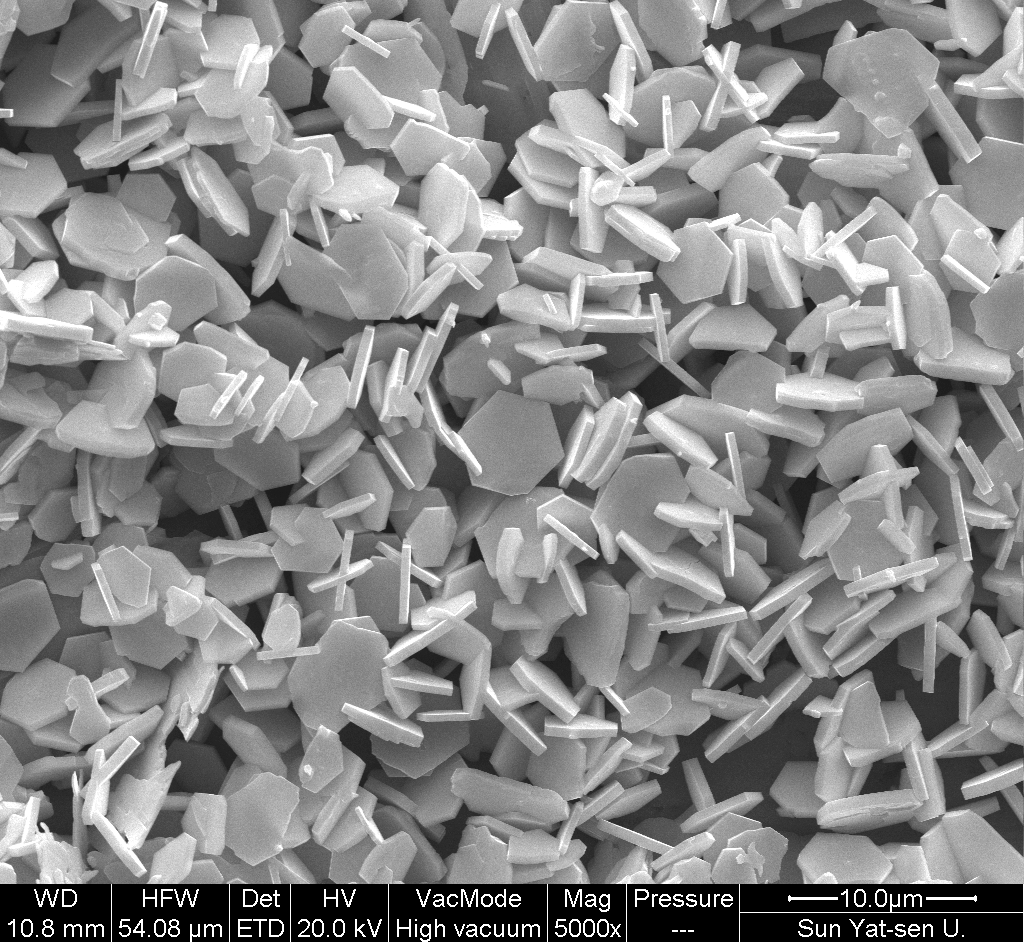 WD HFW Det HV VacMode Mag Pressure 10.0µm
10.8 mm 54.08 µm ETD 20.0 kV High vacuum 5000x --- Sun Yat-sen U.